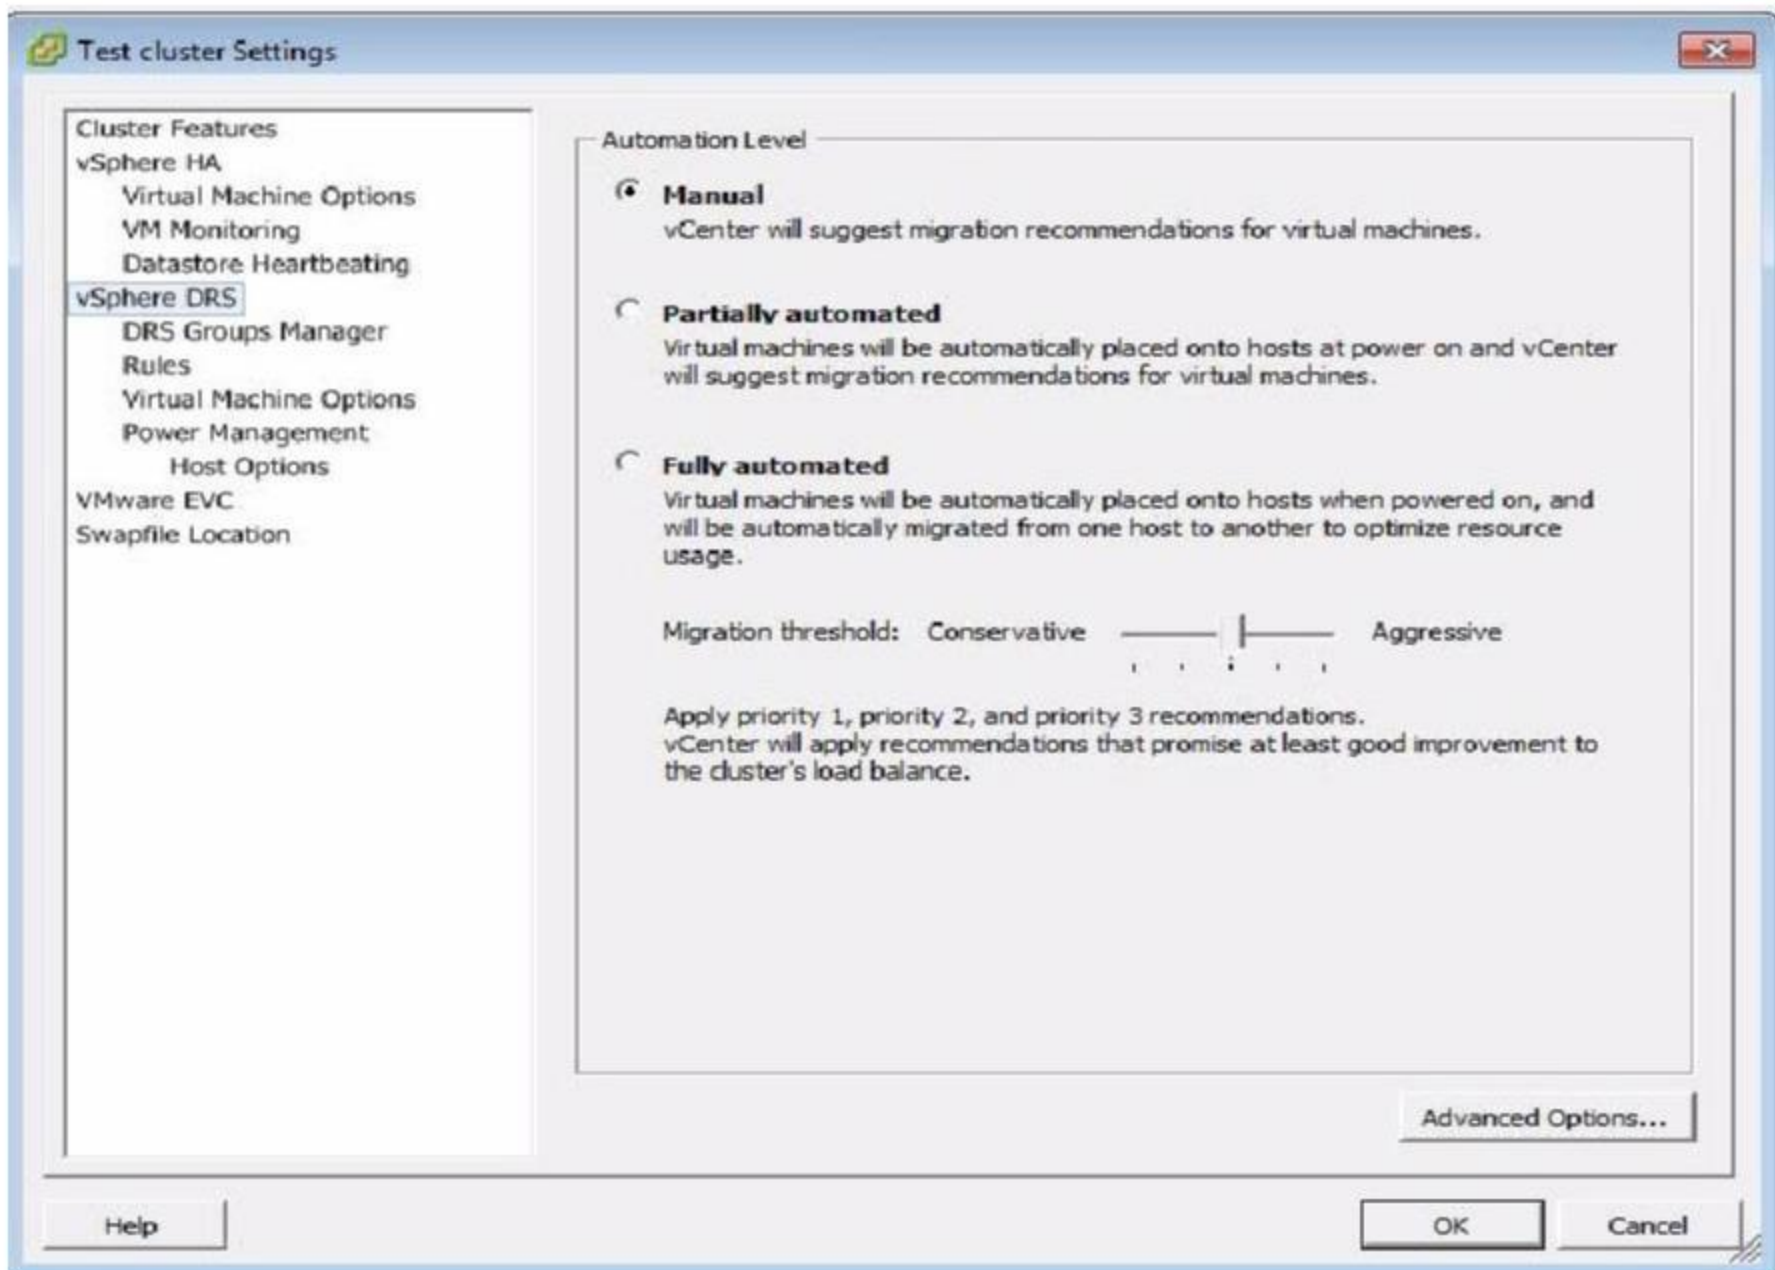 Test cluster Settings
Cluster Features
vSphere HA
Virtual Machine Options
VM Monitoring
Datastore Heartbeating
vSphere DRS
DRS Groups Manager
Rules
Virtual Machine Options
Power Management
Host Options
VMware EVC
Swapfile Location
Automation Level
Manual
vCenter will suggest migration recommendations for virtual machines.
Partially automated
Virtual machines will be automatically placed onto hosts at power on and vCenter
will suggest migration recommendations for virtual machines.
Fully automated
Virtual machines will be automatically placed onto hosts when powered on, and
will be automatically migrated from one host to another to optimize resource
usage.
Migration threshold: Conservative Aggressive
Apply priority 1, priority 2, and priority 3 recommendations.
vCenter will apply recommendations that promise at least good improvement to
the cluster's load balance.
Advanced Options...
Help
OK
Cancel